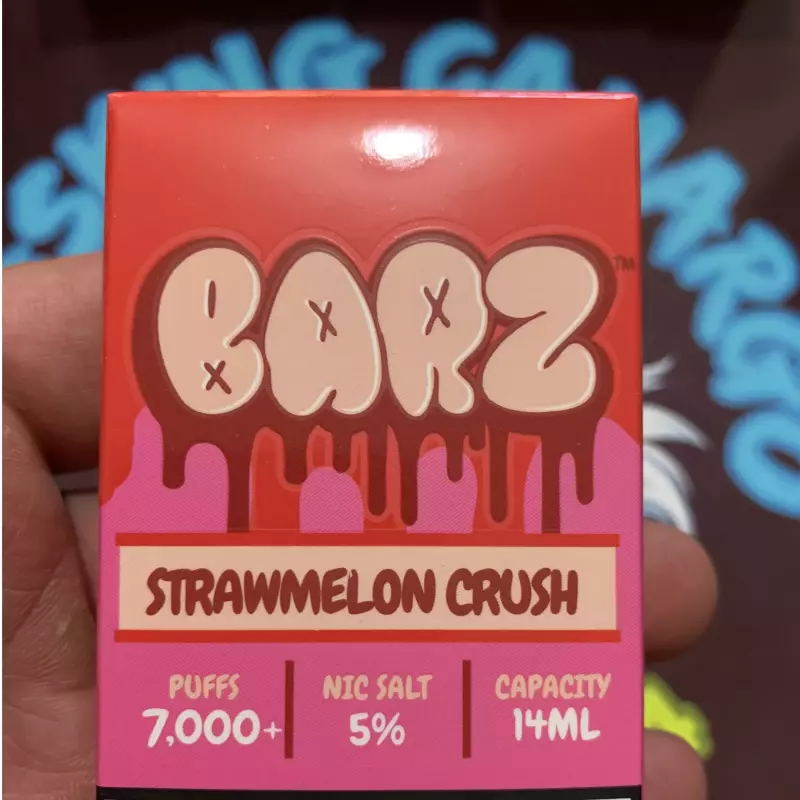 BARZ™
STRAWMELON CRUSH
PUFFS NIC SALT CAPACITY
7,000+ 5% 14ML